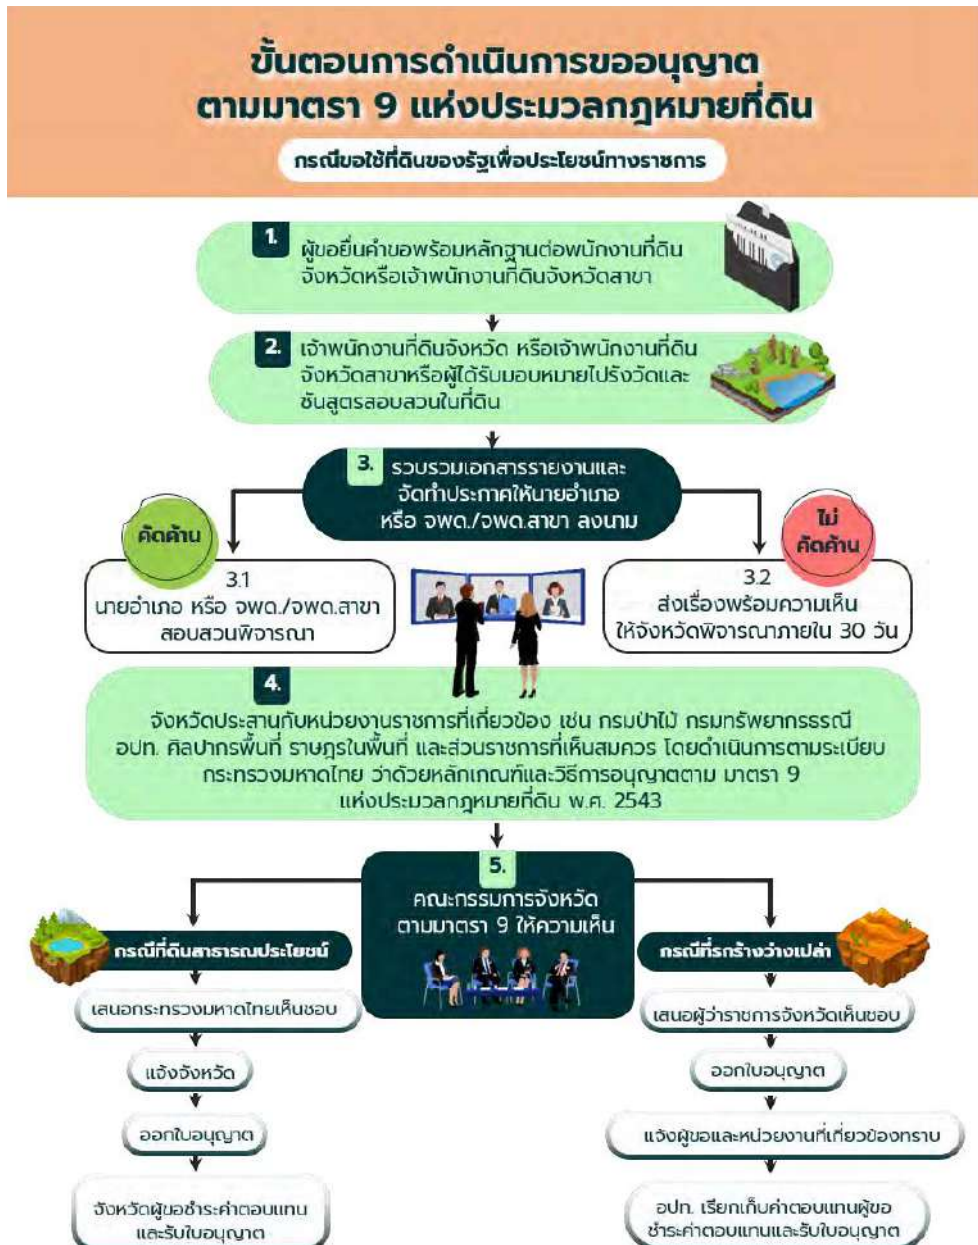 ขั้นตอนการดำเนินการขออนุญาต
ตามมาตรา 9 แห่งประมวลกฎหมายที่ดิน
กรณีขอใช้ที่ดินของรัฐเพื่อประโยชน์ทางราชการ
1.
ผู้ขอยื่นคำขอพร้อมหลักฐานต่อพนักงานที่ดิน
จังหวัดหรือเจ้าพนักงานที่ดินจังหวัดสาขา
2.
เจ้าพนักงานที่ดินจังหวัด หรือเจ้าพนักงานที่ดิน
จังหวัดสาขาหรือผู้ได้รับมอบหมายไปรังวัดและ
ชันสูตรสอบสวนในที่ดิน
3.
รวบรวมเอกสารรายงานและ
จัดทำประกาศให้นายอำเภอ
หรือ จพด./จพด.สาขา ลงนาม
คัดค้าน
3.1
นายอำเภอ หรือ จพด./จพด.สาขา
สอบสวนพิจารณา
ไม่
คัดค้าน
3.2
ส่งเรื่องพร้อมความเห็น
ให้จังหวัดพิจารณาภายใน 30 วัน
4.
จังหวัดประสานกับหน่วยงานราชการที่เกี่ยวข้อง เช่น กรมป่าไม้ กรมทรัพยากรธรณี
อปท. ศิลปากรพื้นที่ ราษฎรในพื้นที่ และส่วนราชการที่เห็นสมควร โดยดำเนินการตามระเบียบ
กระทรวงมหาดไทย ว่าด้วยหลักเกณฑ์และวิธีการอนุญาตตาม มาตรา 9
แห่งประมวลกฎหมายที่ดิน พ.ศ. 2543
5.
คณะกรรมการจังหวัด
ตามมาตรา 9 ให้ความเห็น
กรณีที่ดินสาธารณประโยชน์
เสนอกระทรวงมหาดไทยเห็นชอบ
แจ้งจังหวัด
ออกใบอนุญาต
จังหวัดผู้ขอชำระค่าตอบแทน
และรับใบอนุญาต
กรณีที่รกร้างว่างเปล่า
เสนอผู้ว่าราชการจังหวัดเห็นชอบ
ออกใบอนุญาต
แจ้งผู้ขอและหน่วยงานที่เกี่ยวข้องทราบ
อปท. เรียกเก็บค่าตอบแทนผู้ขอ
ชำระค่าตอบแทนและรับใบอนุญาต